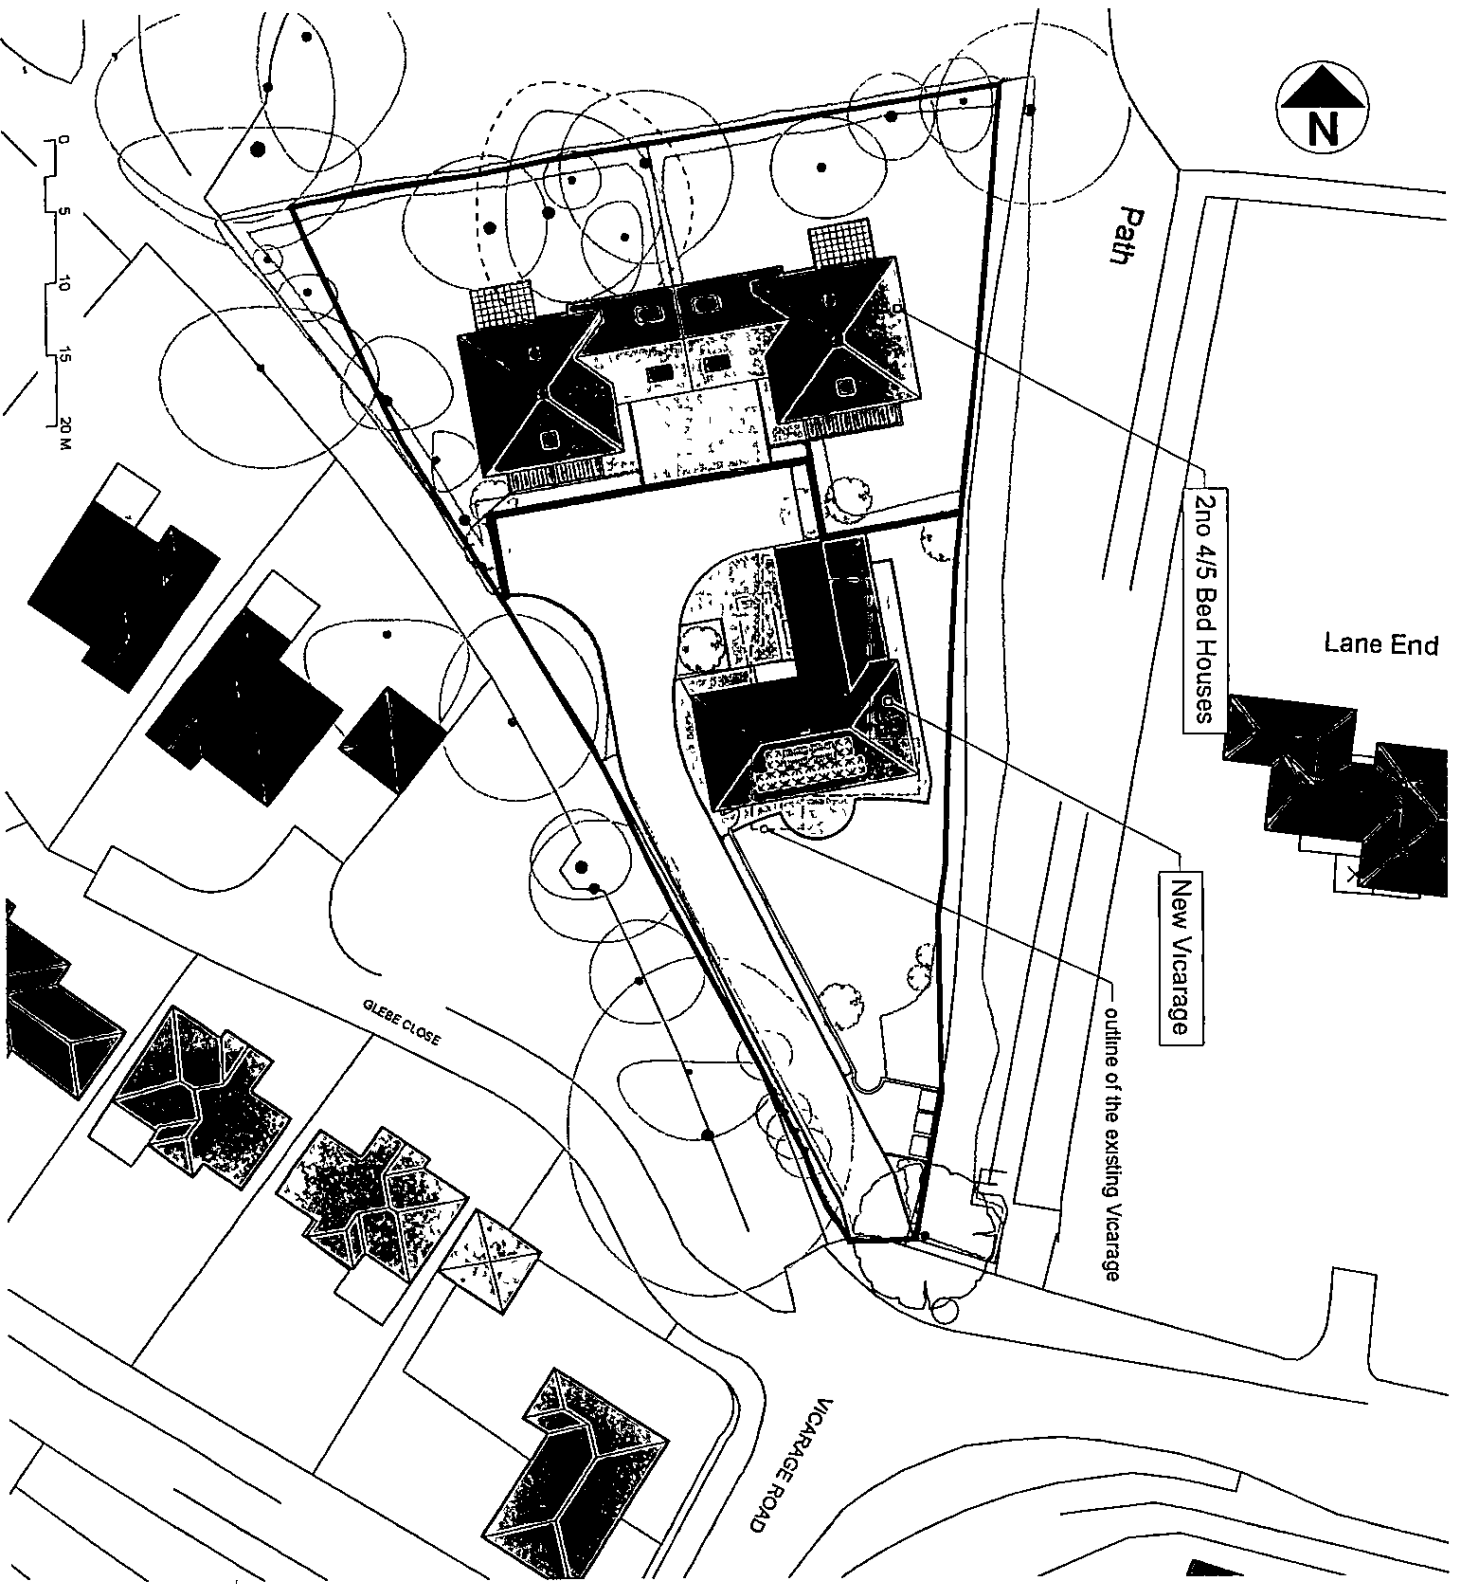 N
Path
Lane End
2no 4/5 Bed Houses
New Vicarage
outline of the existing Vicarage
0 5 10 15 20 M
GLEBE CLOSE
VICARAGE ROAD